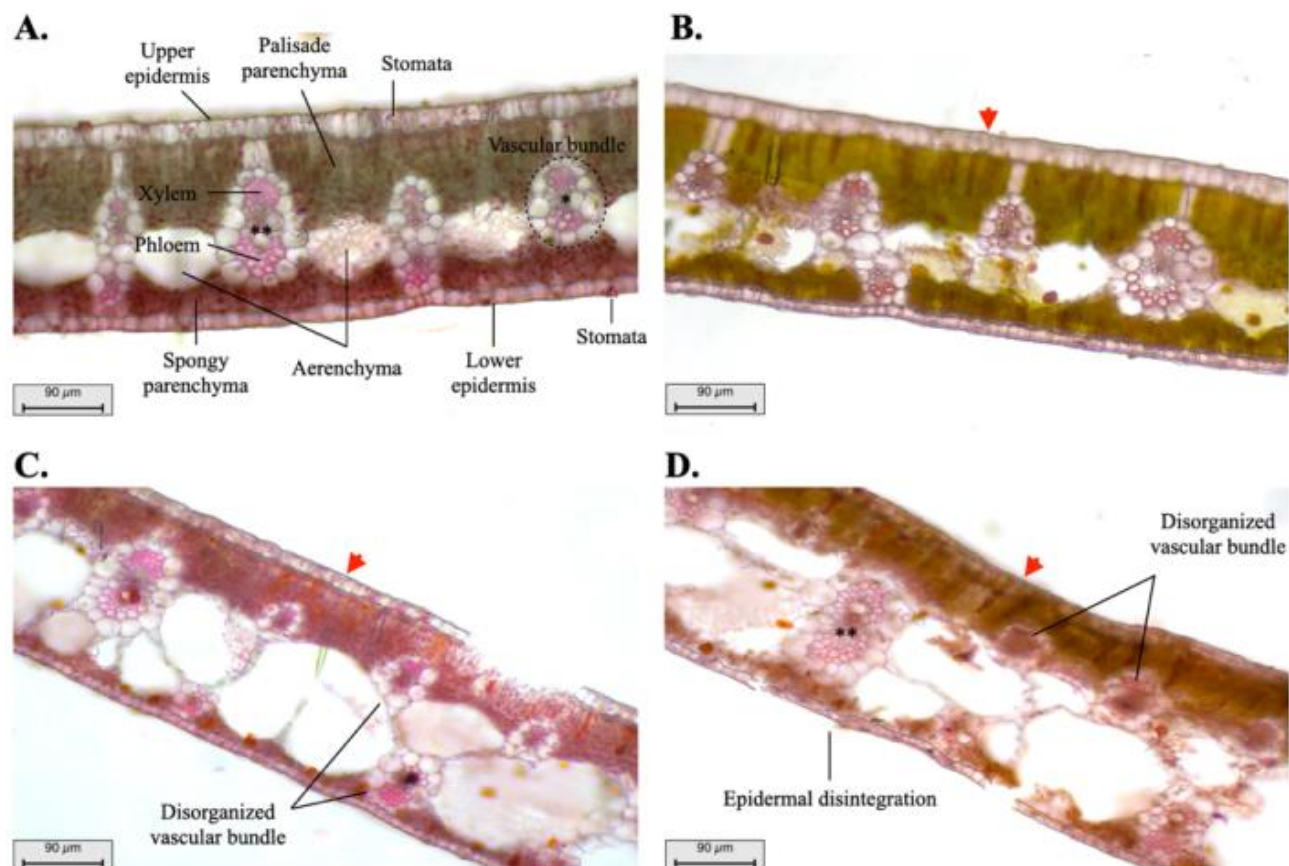 A.
Upper
epidermis
Palisade
parenchyma
Stomata
Vascular bundle
Xylem
*
**
Phloem
Spongy
parenchyma
Aerenchyma
Lower
epidermis
Stomata
90 µm
B.
90 µm
C.
Disorganized
vascular bundle
90 µm
D.
Disorganized
vascular bundle
**
Epidermal disintegration
90 µm